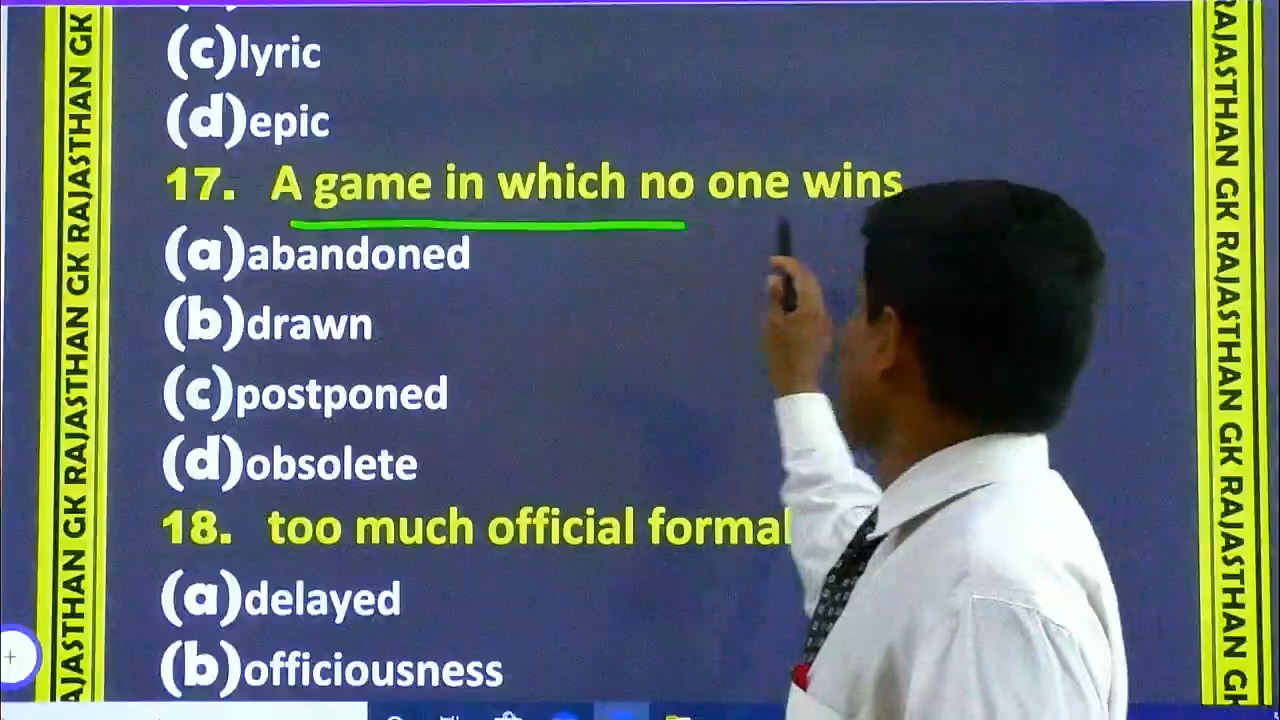 (c)lyric
(d)epic
17. A game in which no one wins
(a)abandoned
(b)drawn
(c)postponed
(d)obsolete
18. too much official formal
(a)delayed
(b)officiousness
RAJASTHAN GK RAJASTHAN GK RAJASTHAN GK
RAJASTHAN GK RAJASTHAN GK RAJASTHAN GK